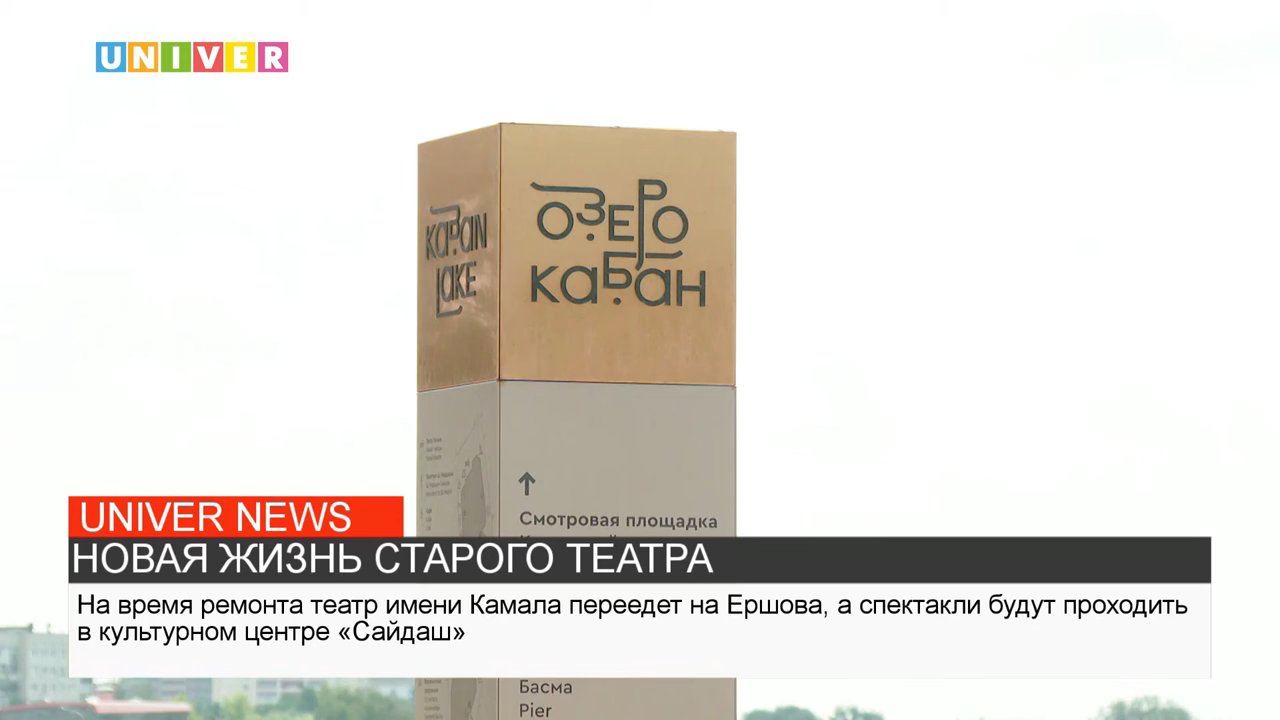 UNIVER
ОЗЕРО
КАБАН
KABAN
LAKE
Смотровая площадка
UNIVER NEWS
НОВАЯ ЖИЗНЬ СТАРОГО ТЕАТРА
На время ремонта театр имени Камала переедет на Ершова, а спектакли будут проходить
в культурном центре «Сайдаш»
Басма
Pier